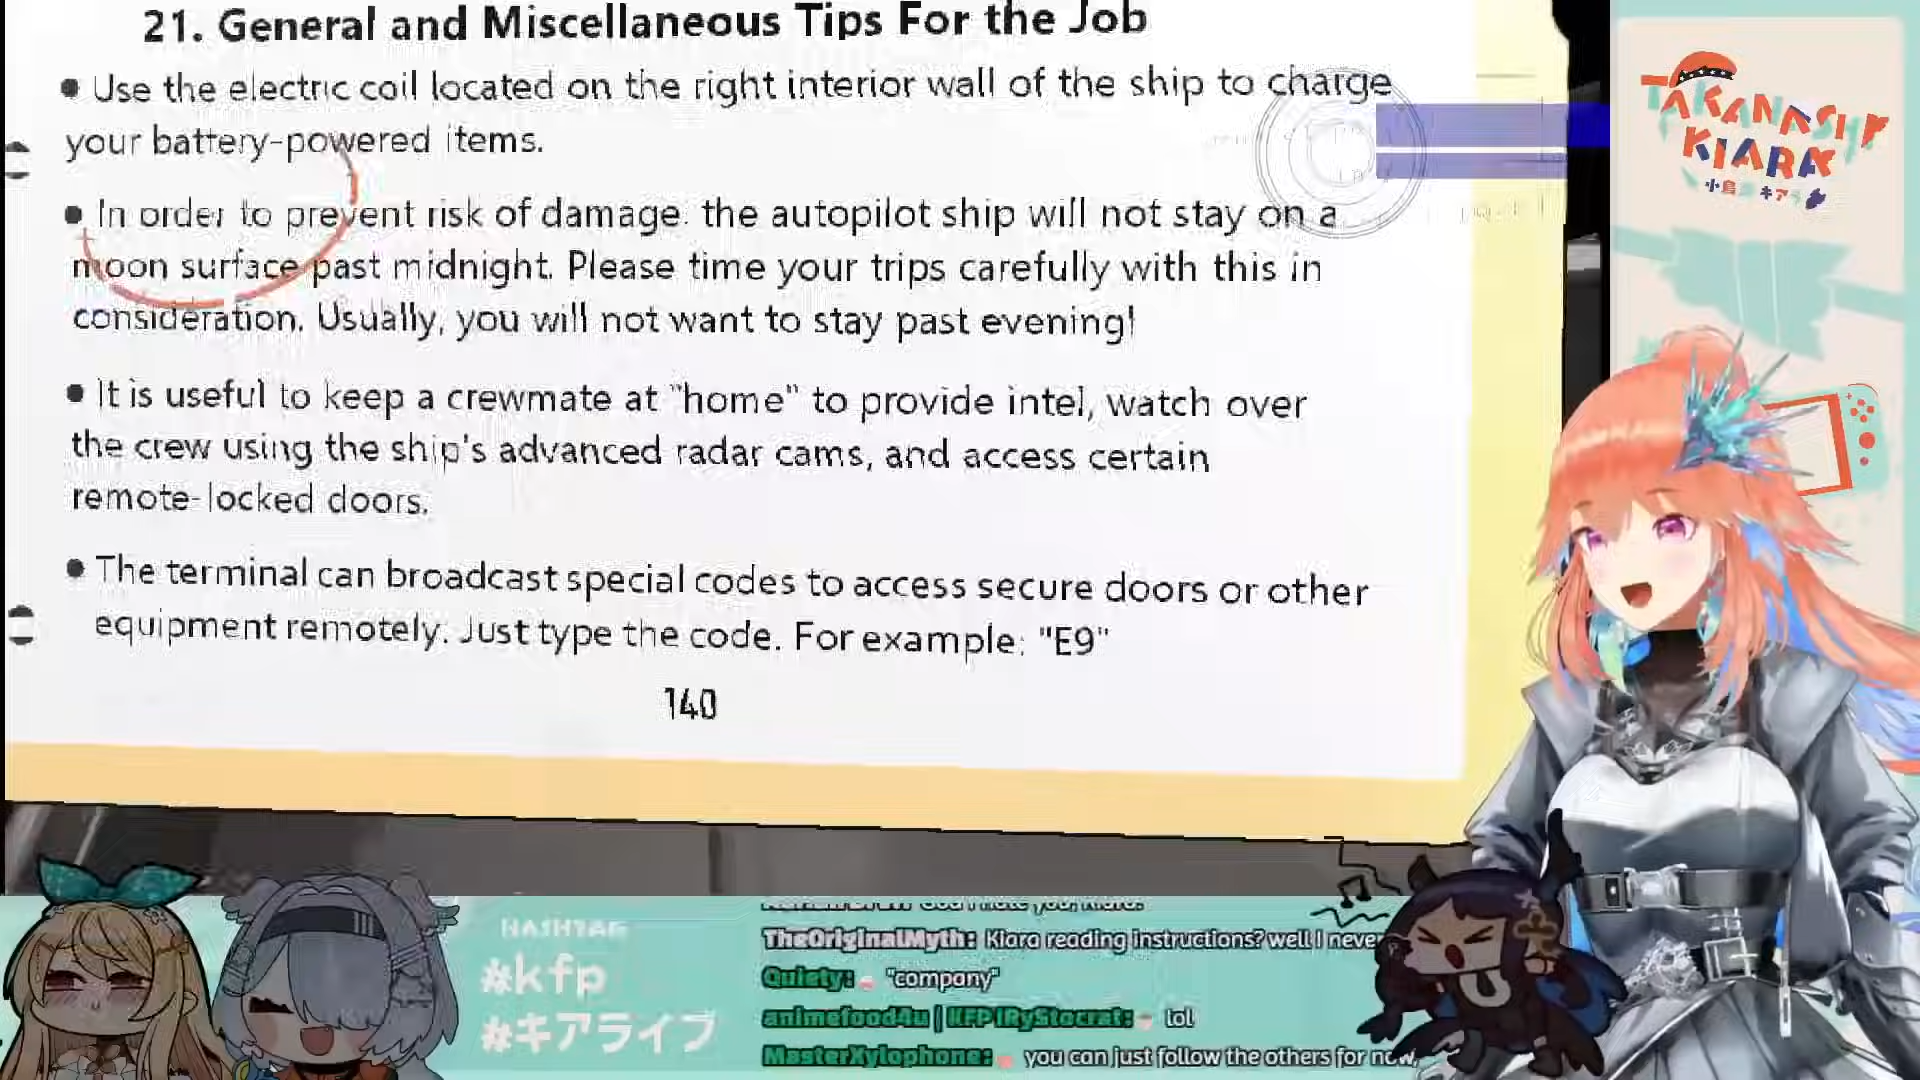 21. General and Miscellaneous Tips For the Job
• Use the electric coil located on the right interior wall of the ship to charge
your battery-powered items.
• In order to prevent risk of damage. the autopilot ship will not stay on a
moon surface past midnight. Please time your trips carefully with this in
consideration. Usually, you will not want to stay past evening!
• It is useful to keep a crewmate at "home" to provide intel, watch over
the crew using the ship's advanced radar cams, and access certain
remote-locked doors.
• The terminal can broadcast special codes to access secure doors or other
equipment remotely. Just type the code. For example: "E9"
140
TAKANASHI
KIARA
小鳥遊キアラ
HASHTAG
#kfp
#キアライブ
TheOriginalMyth: Kiara reading instructions? well I never
Quiety: "company"
animefood4u | KFP IRyStocrat: lol
MasterXylophone: you can just follow the others for now,